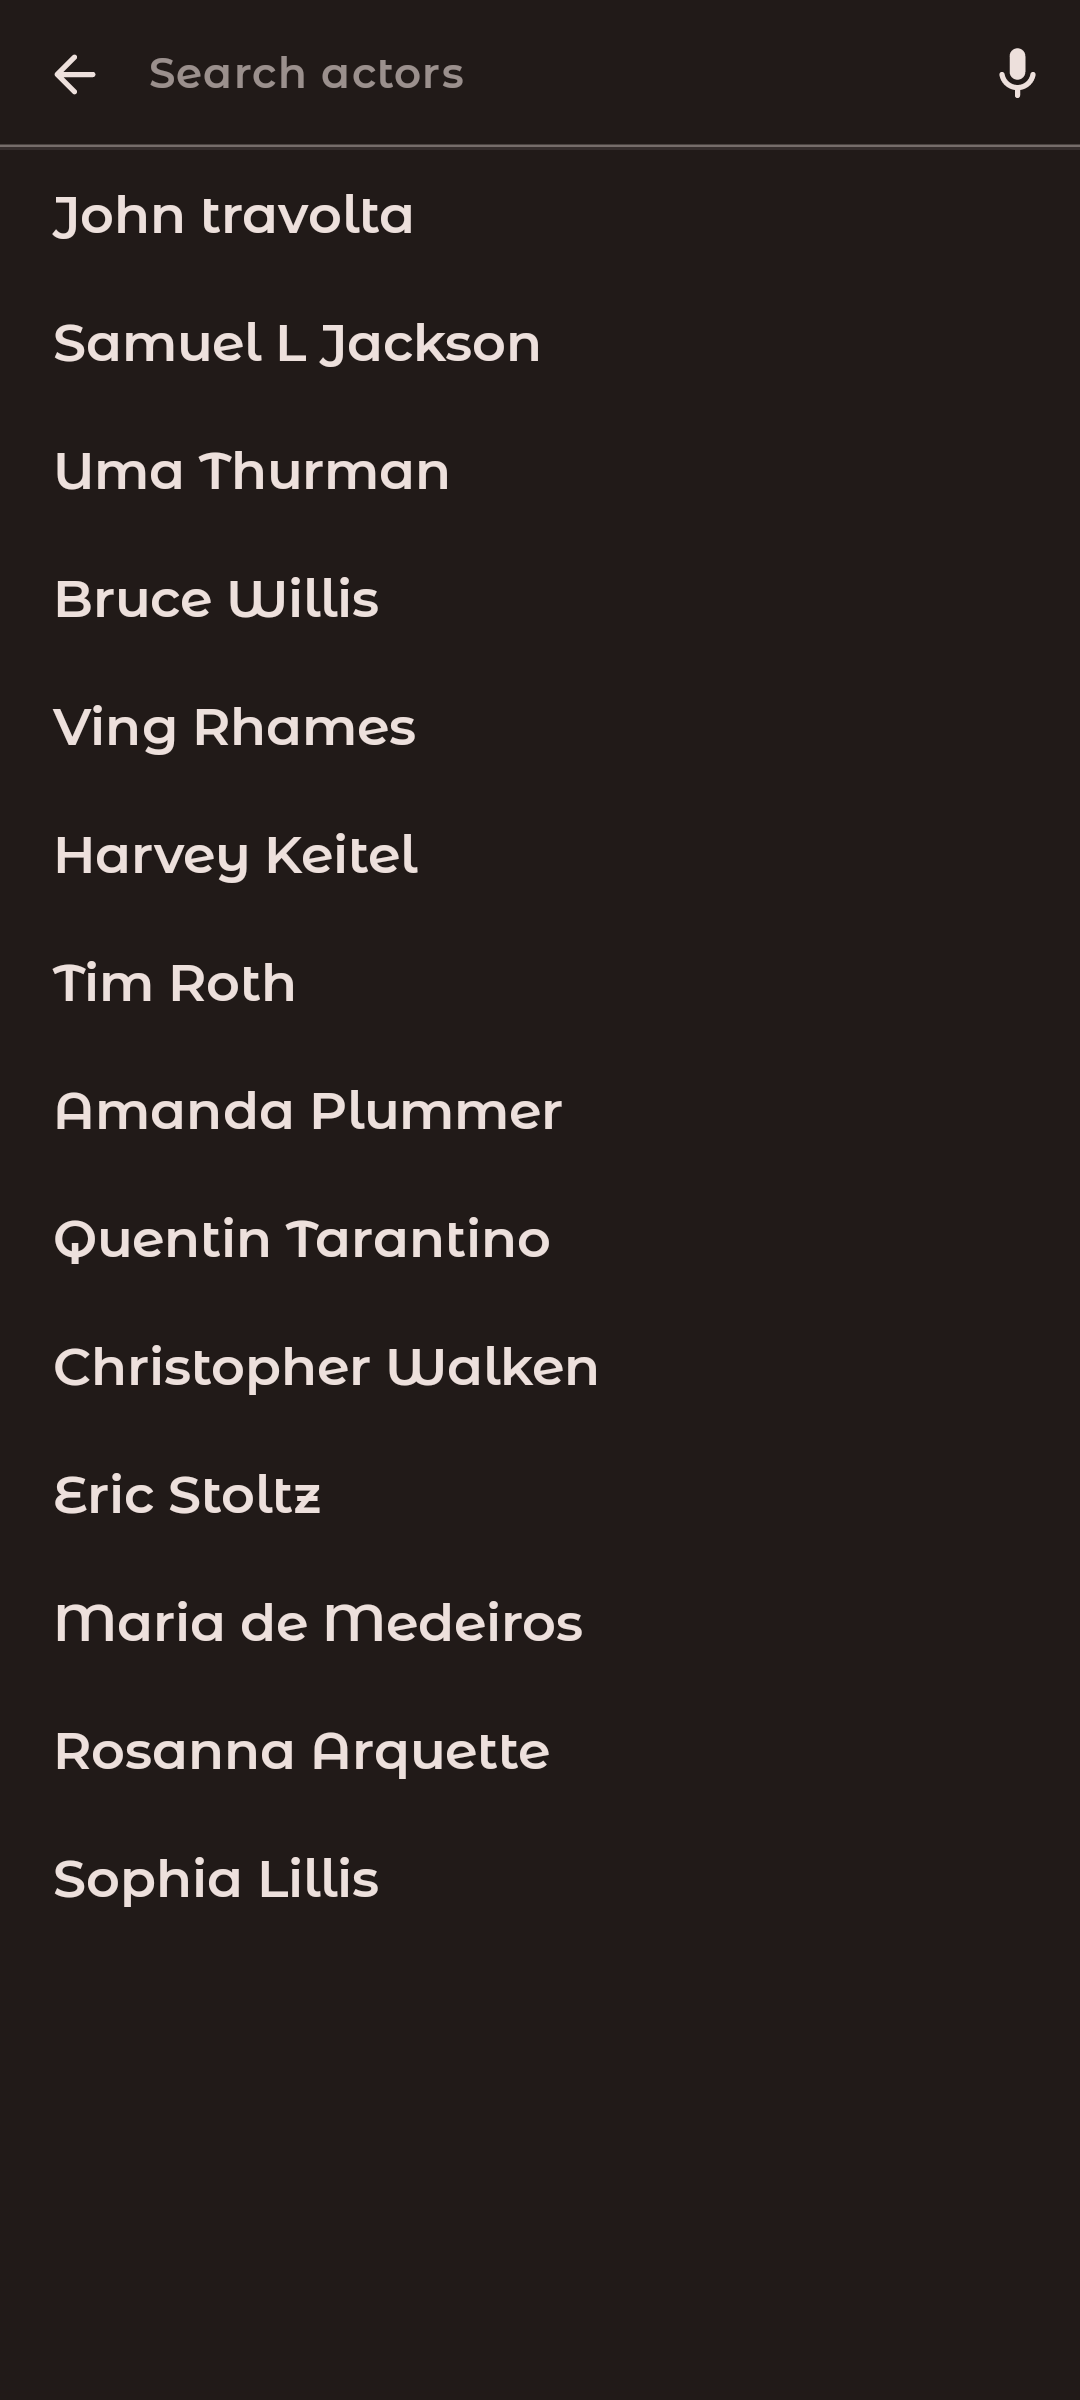 Search actors
John travolta
Samuel L Jackson
Uma Thurman
Bruce Willis
Ving Rhames
Harvey Keitel
Tim Roth
Amanda Plummer
Quentin Tarantino
Christopher Walken
Eric Stoltz
Maria de Medeiros
Rosanna Arquette
Sophia Lillis